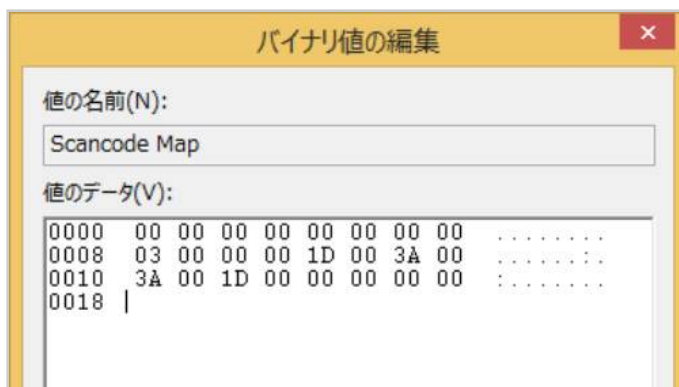 バイナリ値の編集
×
値の名前(N):
Scancode Map
値のデータ(V):
0000 00 00 00 00 00 00 00 00 ........
0008 03 00 00 00 1D 00 3A 00 ......:.
0010 3A 00 1D 00 00 00 00 00 :.......
0018